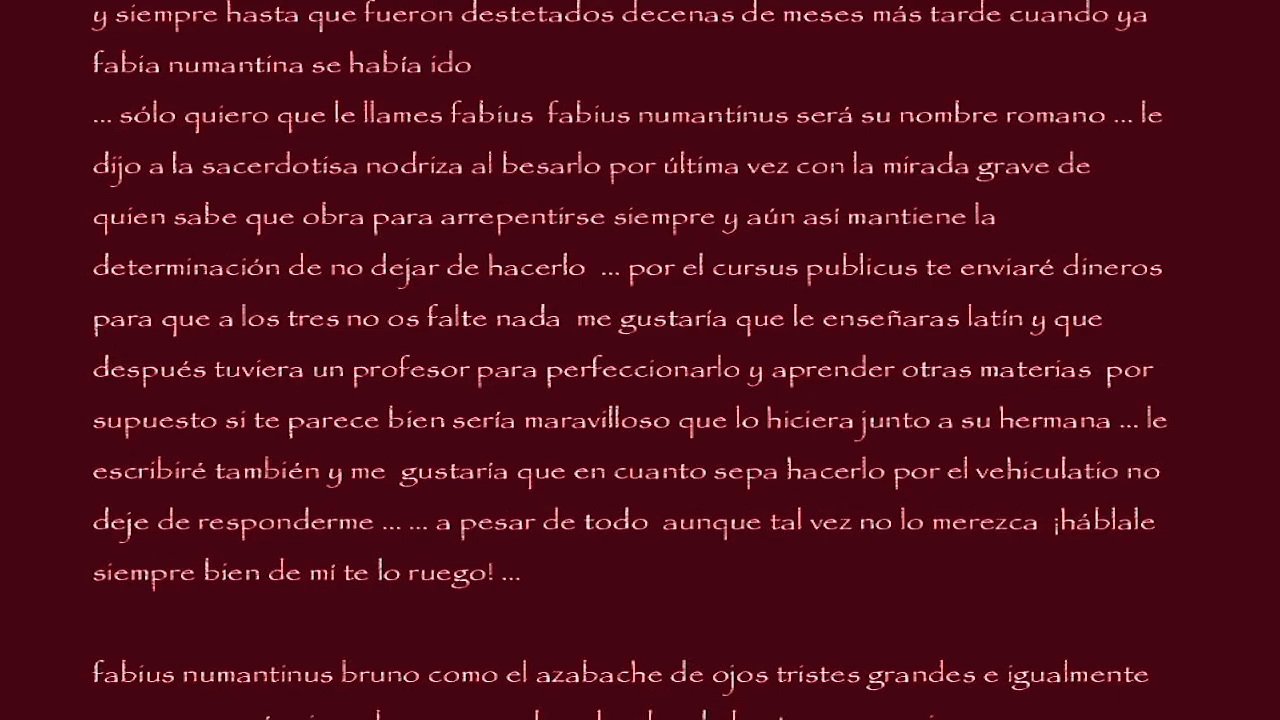 y siempre hasta que fueron destetados decenas de meses más tarde cuando ya
fabia numantina se había ido
... sólo quiero que le llames fabius fabius numantinus será su nombre romano ... le
dijo a la sacerdotisa nodriza al besarlo por última vez con la mirada grave de
quien sabe que obra para arrepentirse siempre y aún así mantiene la
determinación de no dejar de hacerlo ... por el cursus publicus te enviaré dineros
para que a los tres no os falte nada me gustaría que le enseñaras latín y que
después tuviera un profesor para perfeccionarlo y aprender otras materias por
supuesto si te parece bien sería maravilloso que lo hiciera junto a su hermana ... le
escribiré también y me gustaría que en cuanto sepa hacerlo por el vehiculatio no
deje de responderme ... ... a pesar de todo aunque tal vez no lo merezca ¡háblale
siempre bien de mí te lo ruego! ...
fabius numantinus bruno como el azabache de ojos tristes grandes e igualmente